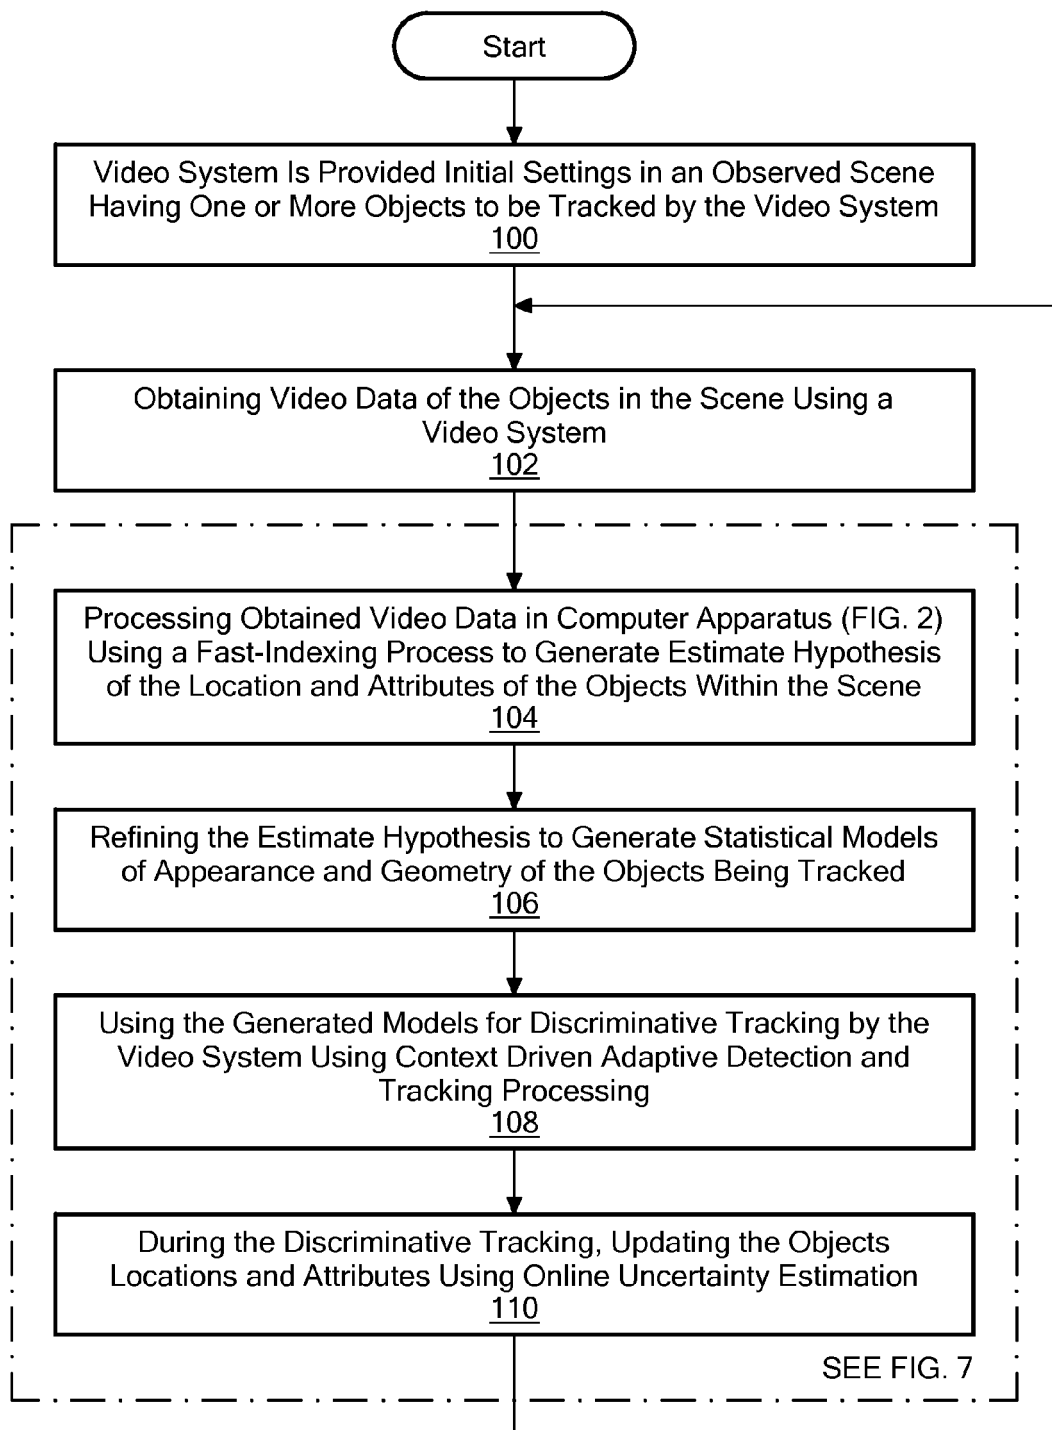 Start
Video System Is Provided Initial Settings in an Observed Scene
Having One or More Objects to be Tracked by the Video System
100
Obtaining Video Data of the Objects in the Scene Using a
Video System
102
Processing Obtained Video Data in Computer Apparatus (FIG. 2)
Using a Fast-Indexing Process to Generate Estimate Hypothesis
of the Location and Attributes of the Objects Within the Scene
104
Refining the Estimate Hypothesis to Generate Statistical Models
of Appearance and Geometry of the Objects Being Tracked
106
Using the Generated Models for Discriminative Tracking by the
Video System Using Context Driven Adaptive Detection and
Tracking Processing
108
During the Discriminative Tracking, Updating the Objects
Locations and Attributes Using Online Uncertainty Estimation
110
SEE FIG. 7